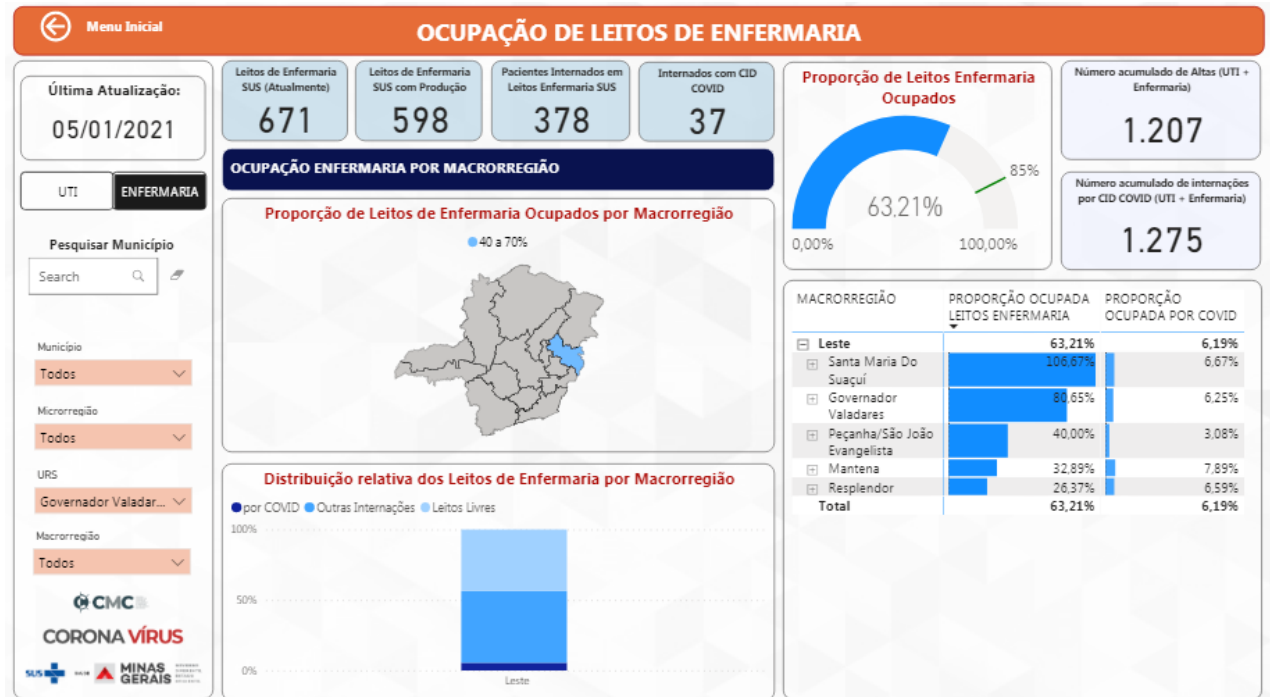 Menu Inicial
OCUPAÇÃO DE LEITOS DE ENFERMARIA
Última Atualização:
05/01/2021
UTI
ENFERMARIA
Pesquisar Município
Search
Município
Todos
Microrregião
Todos
URS
Governador Valadar...
Macrorregião
Todos
CMC
CORONA VÍRUS
SUS
MINAS
GERAIS
Leitos de Enfermaria
SUS (Atualmente)
671
Leitos de Enfermaria
SUS com Produção
598
Pacientes Internados em
Leitos Enfermaria SUS
378
Internados com CID
COVID
37
OCUPAÇÃO ENFERMARIA POR MACRORREGIÃO
Proporção de Leitos de Enfermaria Ocupados por Macrorregião
40 a 70%
Distribuição relativa dos Leitos de Enfermaria por Macrorregião
por COVID Outras Internações Leitos Livres
100%
50%
0%
Leste
Proporção de Leitos Enfermaria
Ocupados
85%
63.21%
0,00% 100,00%
Número acumulado de Altas (UTI +
Enfermaria)
1.207
Número acumulado de internações
por CID COVID (UTI + Enfermaria)
1.275
MACRORREGIÃO PROPORÇÃO OCUPADA PROPORÇÃO
LEITOS ENFERMARIA OCUPADA POR COVID
Leste 63,21% 6,19%
Santa Maria Do 106,67% 6,67%
Suaçuí
Governador 80,65% 6,25%
Valadares
Peçanha/São João 40,00% 3,08%
Evangelista
Mantena 32,89% 7,89%
Resplendor 26,37% 6,59%
Total 63,21% 6,19%